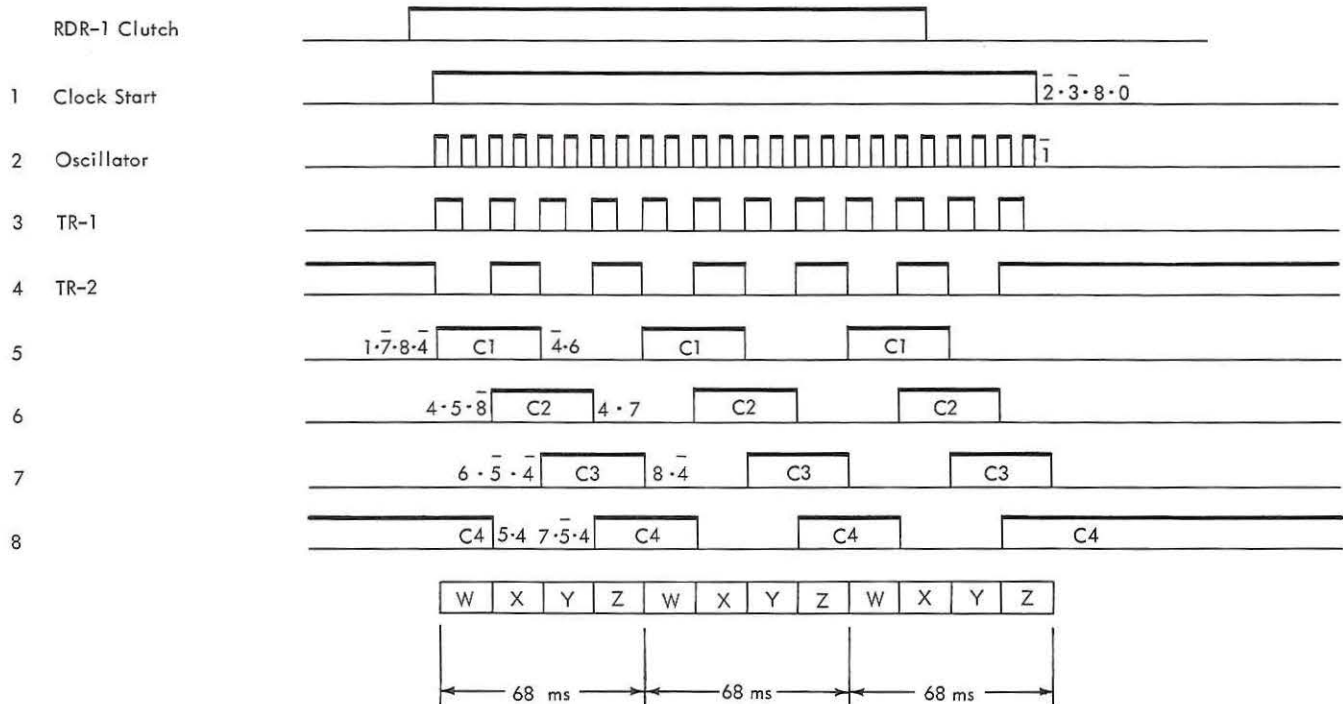 RDR-1 Clutch
1 Clock Start 2̅·3̅·8·0̅
2 Oscillator 1̅
3 TR-1
4 TR-2
5 1·7̅·8·4̅ C1 4̅·6 C1 C1
6 4·5·8̅ C2 4·7 C2 C2
7 6·5̅·4̅ C3 8·4̅ C3 C3
8 C4 5·4 7·5̅·4 C4 C4 C4
W X Y Z W X Y Z W X Y Z
68 ms 68 ms 68 ms